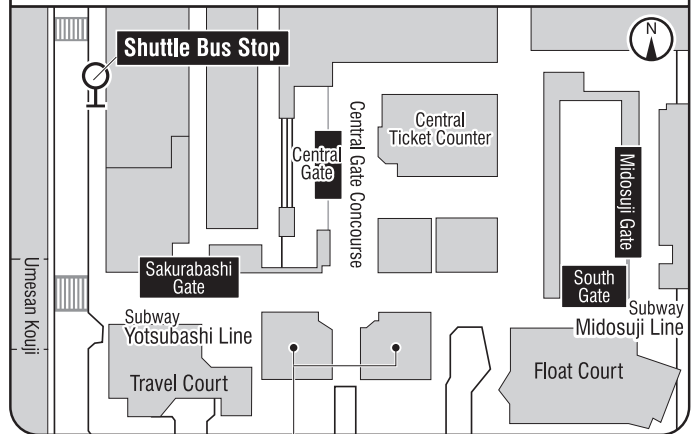 Shuttle Bus Stop
N
Central
Ticket Counter
Central
Gate
Central Gate Concourse
Midosuji Gate
Umesan Kouji
Sakurabashi
Gate
South
Gate
Subway
Yotsubashi Line
Subway
Midosuji Line
Travel Court
Float Court